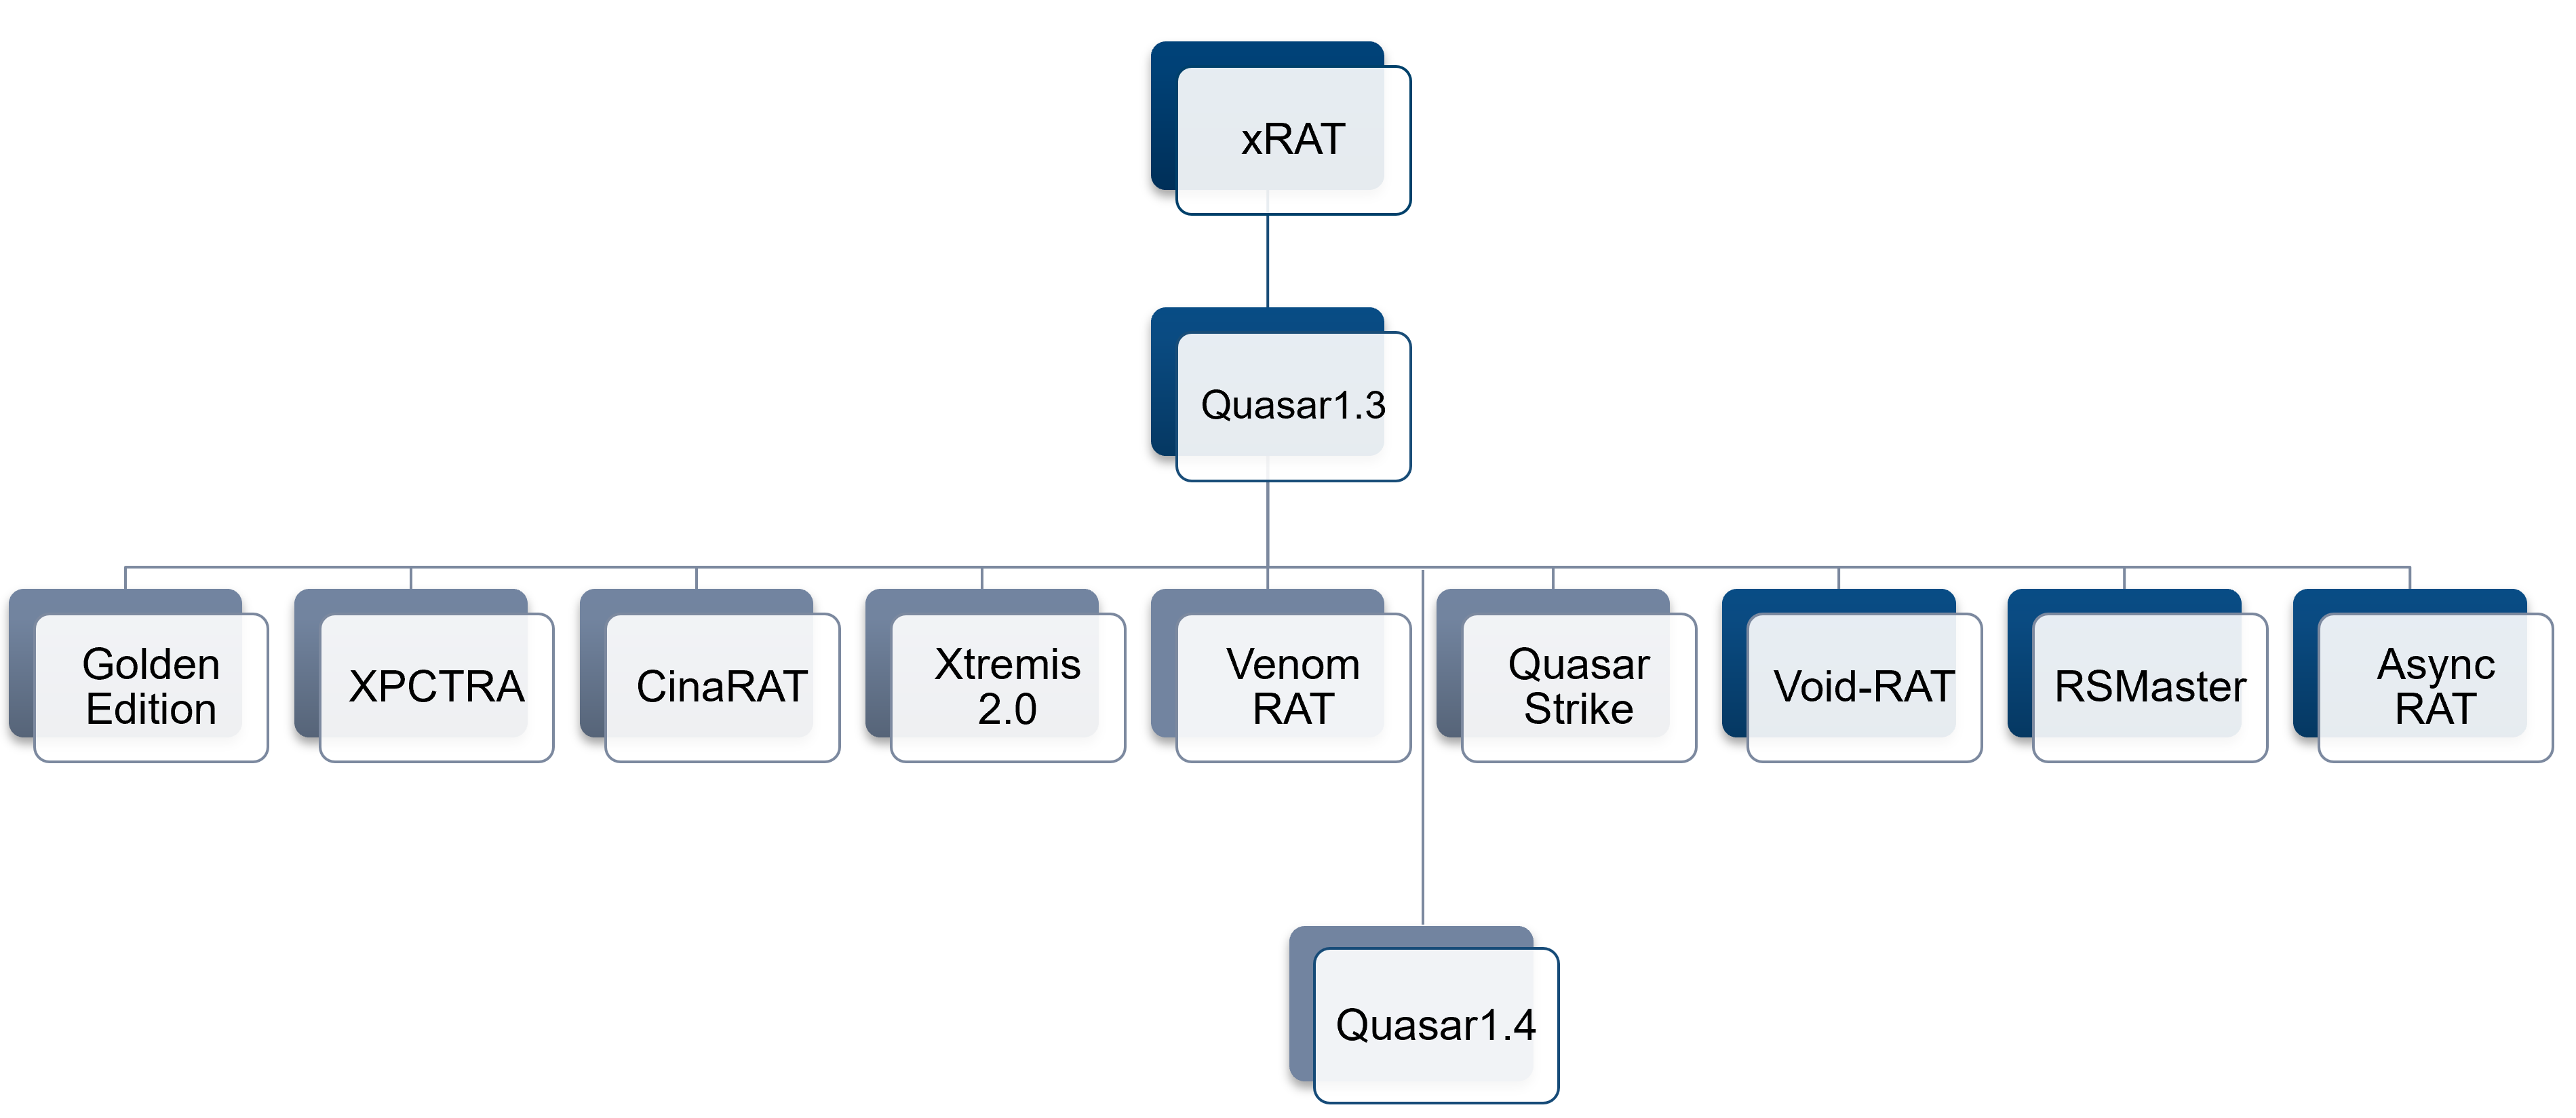 xRAT
Quasar1.3
Golden
Edition
XPCTRA
CinaRAT
Xtremis
2.0
Venom
RAT
Quasar
Strike
Void-RAT
RSMaster
Async
RAT
Quasar1.4